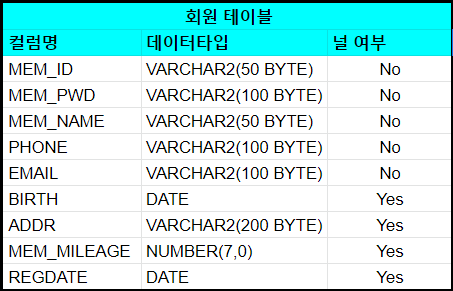 회원 테이블
컬럼명 데이터타입 널 여부
MEM_ID VARCHAR2(50 BYTE) No
MEM_PWD VARCHAR2(100 BYTE) No
MEM_NAME VARCHAR2(50 BYTE) No
PHONE VARCHAR2(100 BYTE) No
EMAIL VARCHAR2(100 BYTE) No
BIRTH DATE Yes
ADDR VARCHAR2(200 BYTE) Yes
MEM_MILEAGE NUMBER(7,0) Yes
REGDATE DATE Yes